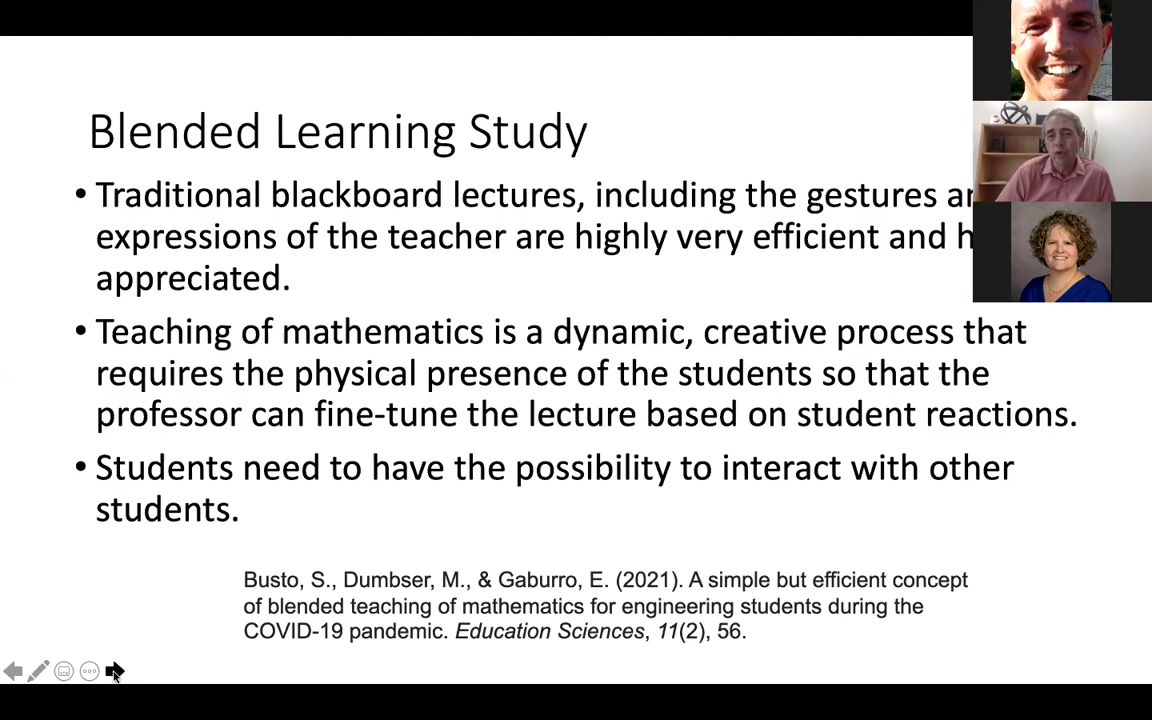 Blended Learning Study
• Traditional blackboard lectures, including the gestures
expressions of the teacher are highly very efficient and
appreciated.
• Teaching of mathematics is a dynamic, creative process that
requires the physical presence of the students so that the
professor can fine-tune the lecture based on student reactions.
• Students need to have the possibility to interact with other
students.
Busto, S., Dumbser, M., & Gaburro, E. (2021). A simple but efficient concept
of blended teaching of mathematics for engineering students during the
COVID-19 pandemic. Education Sciences, 11(2), 56.